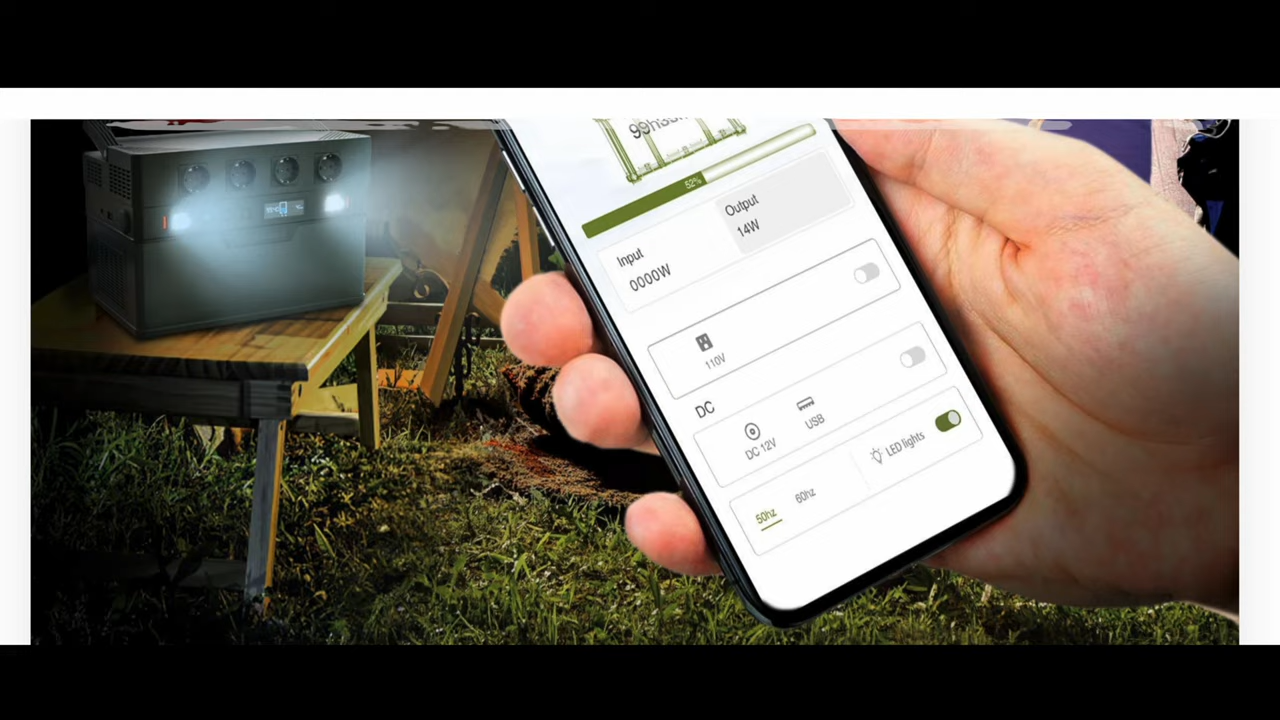 52%
Input
0000W
Output
14W
110V
DC
DC 12V
USB
LED lights
50hz
60hz